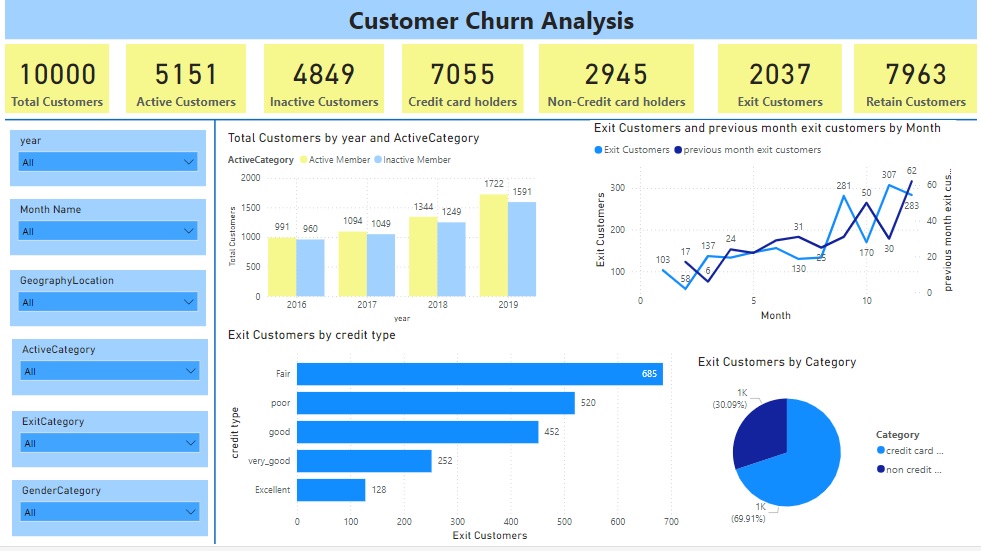 Customer Churn Analysis
10000
Total Customers
5151
Active Customers
4849
Inactive Customers
7055
Credit card holders
2945
Non-Credit card holders
2037
Exit Customers
7963
Retain Customers
year
All
Month Name
All
GeographyLocation
All
ActiveCategory
All
ExitCategory
All
GenderCategory
All
Total Customers by year and ActiveCategory
ActiveCategory Active Member Inactive Member
Total Customers
2000
1500
1000
500
0
991 960
1094 1049
1344 1249
1722 1591
2016 2017 2018 2019
year
Exit Customers and previous month exit customers by Month
Exit Customers previous month exit customers
Exit Customers
300
200
100
103
58
17
137
6
24
31
130
25
281
50
170
307
30
62
283
60
40
20
0
previous month exit cus...
0 5 10
Month
Exit Customers by credit type
credit type
Fair 685
poor 520
good 452
very_good 252
Excellent 128
0 100 200 300 400 500 600 700
Exit Customers
Exit Customers by Category
1K
(30.09%)
1K
(69.91%)
Category
credit card ...
non credit ...